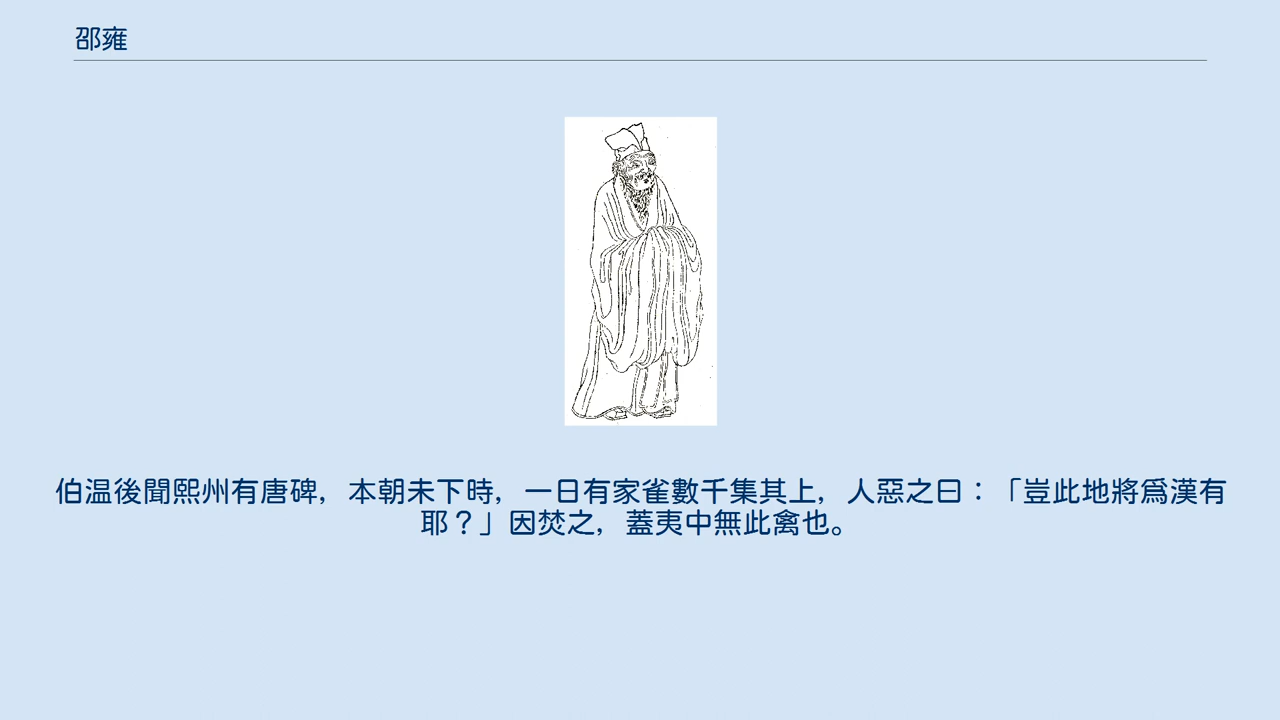 邵雍
伯温後聞熙州有唐碑，本朝未下時，一日有家雀數千集其上，人惡之曰：「豈此地將爲漢有
耶？」因焚之，蓋夷中無此禽也。